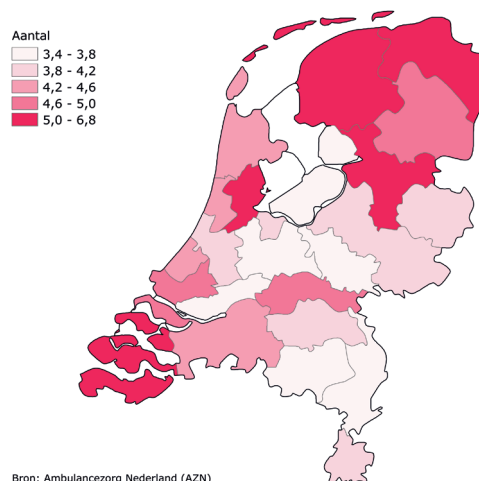 Aantal
3,4 - 3,8
3,8 - 4,2
4,2 - 4,6
4,6 - 5,0
5,0 - 6,8
Bron: Ambulancezorg Nederland (AZN)